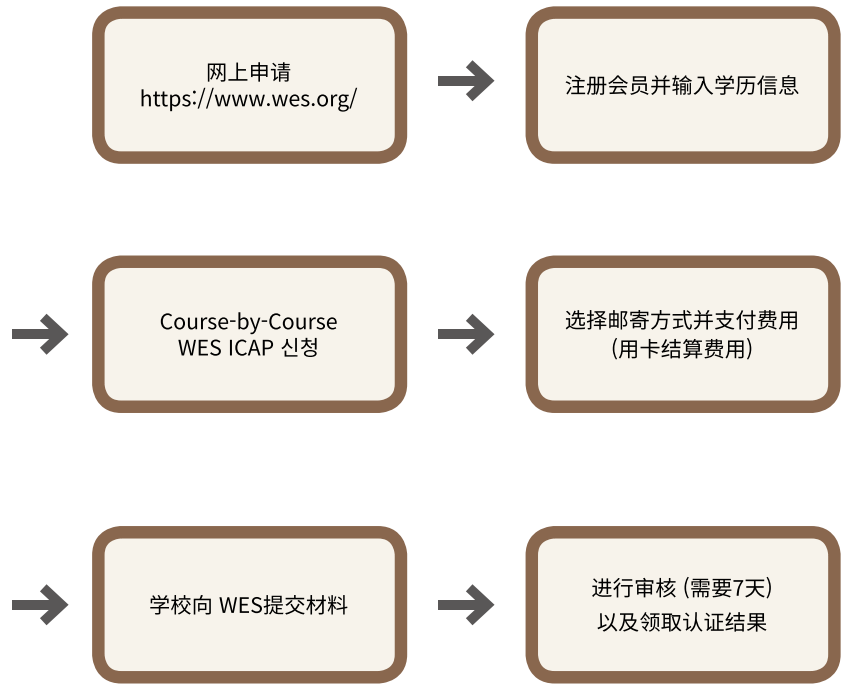 网上申请
https://www.wes.org/
注册会员并输入学历信息
Course-by-Course
WES ICAP 신청
选择邮寄方式并支付费用
(用卡结算费用)
学校向 WES提交材料
进行审核 (需要7天)
以及领取认证结果